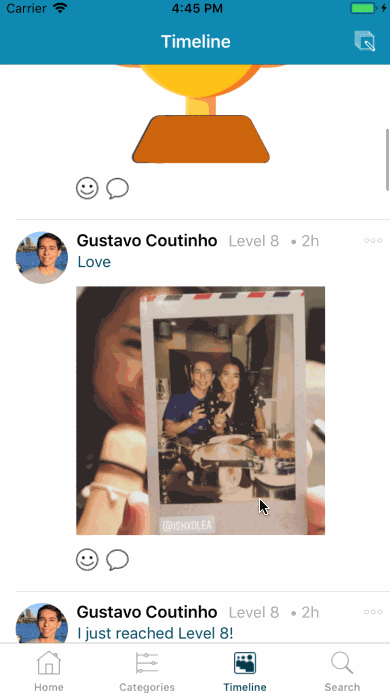 Carrier 4:45 PM
Timeline
Gustavo Coutinho Level 8 • 2h
Love
@ISHXOLEA
Gustavo Coutinho Level 8 • 2h
I just reached Level 8!
Home Categories Timeline Search